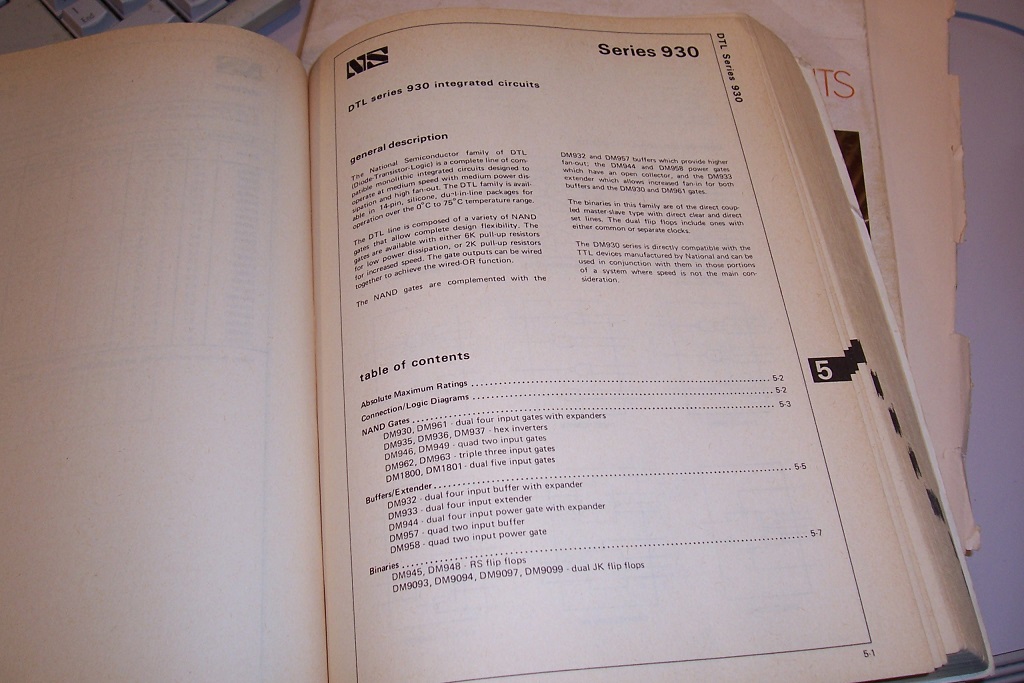 End
NS
Series 930
DTL Series 930
DTL series 930 integrated circuits
general description
The National Semiconductor family of DTL
(Diode-Transistor-Logic) is a complete line of com-
patible monolithic integrated circuits designed to
operate at medium speed with medium power dis-
sipation and high fan-out. The DTL family is avail-
able in 14-pin, silicone, dual-in-line packages for
operation over the 0°C to 75°C temperature range.
The DTL line is composed of a variety of NAND
gates that allow complete design flexibility. The
gates are available with either 6K pull-up resistors
for low power dissipation, or 2K pull-up resistors
for increased speed. The gate outputs can be wired
together to achieve the wired-OR function.
The NAND gates are complemented with the
DM932 and DM957 buffers which provide higher
fan-out; the DM944 and DM958 power gates
which have an open collector, and the DM933
extender which allows increased fan-in for both
buffers and the DM930 and DM961 gates.
The binaries in this family are of the direct coup-
led master-slave type with direct clear and direct
set lines. The dual flip flops include ones with
either common or separate clocks.
The DM930 series is directly compatible with the
TTL devices manufactured by National and can be
used in conjunction with them in those portions
of a system where speed is not the main con-
sideration.
table of contents
Absolute Maximum Ratings . . . . . . . . . . 5-2
Connection/Logic Diagrams . . . . . . . . . . 5-2
NAND Gates . . . . . . . . . . 5-3
DM930, DM961 - dual four input gates with expanders
DM935, DM936, DM937 - hex inverters
DM946, DM949 - quad two input gates
DM962, DM963 - triple three input gates
DM1800, DM1801 - dual five input gates
Buffers/Extender . . . . . . . . . . 5-5
DM932 - dual four input buffer with expander
DM933 - dual four input extender
DM944 - dual four input power gate with expander
DM957 - quad two input buffer
DM958 - quad two input power gate
Binaries . . . . . . . . . . 5-7
DM945, DM948 - RS flip flops
DM9093, DM9094, DM9097, DM9099 - dual JK flip flops
5-1
5
TS